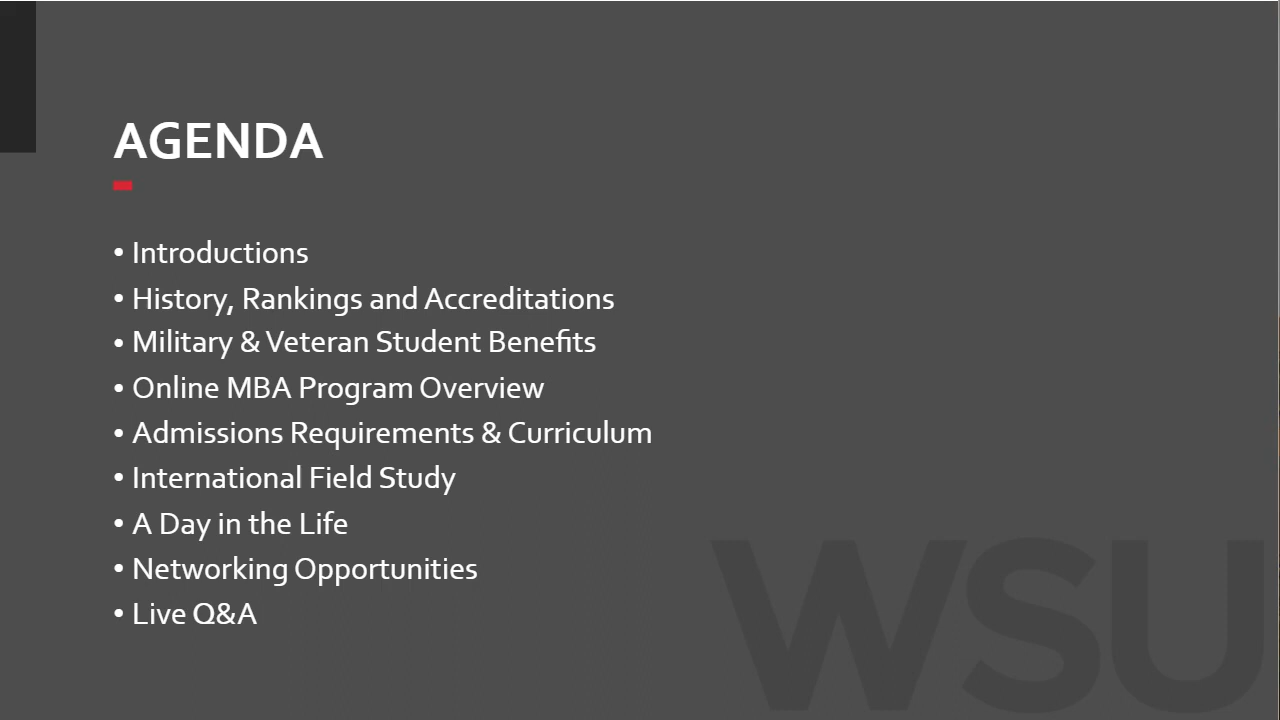 AGENDA
• Introductions
• History, Rankings and Accreditations
• Military & Veteran Student Benefits
• Online MBA Program Overview
• Admissions Requirements & Curriculum
• International Field Study
• A Day in the Life
• Networking Opportunities
• Live Q&A
WSU